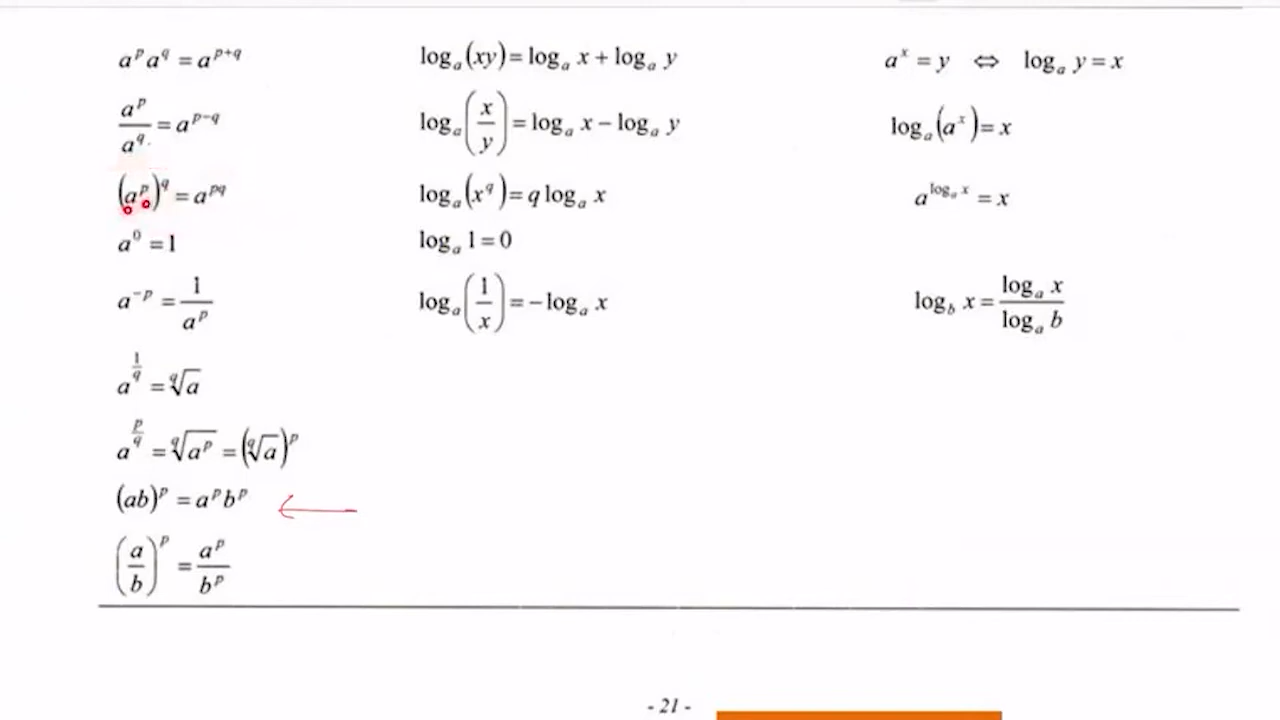 aᵖ a^q = a^(p+q)
log_a (xy) = log_a x + log_a y
a^x = y ⇔ log_a y = x
a^p / a^q = a^(p−q)
log_a (x/y) = log_a x − log_a y
log_a (a^x) = x
(a^p)^q = a^(pq)
log_a (x^q) = q log_a x
a^(log_a x) = x
a^0 = 1
log_a 1 = 0
a^(−p) = 1 / a^p
log_a (1/x) = − log_a x
log_b x = log_a x / log_a b
a^(1/q) = ^q√a
a^(p/q) = ^q√(a^p) = (^q√a)^p
(ab)^p = a^p b^p
(a/b)^p = a^p / b^p
- 21 -